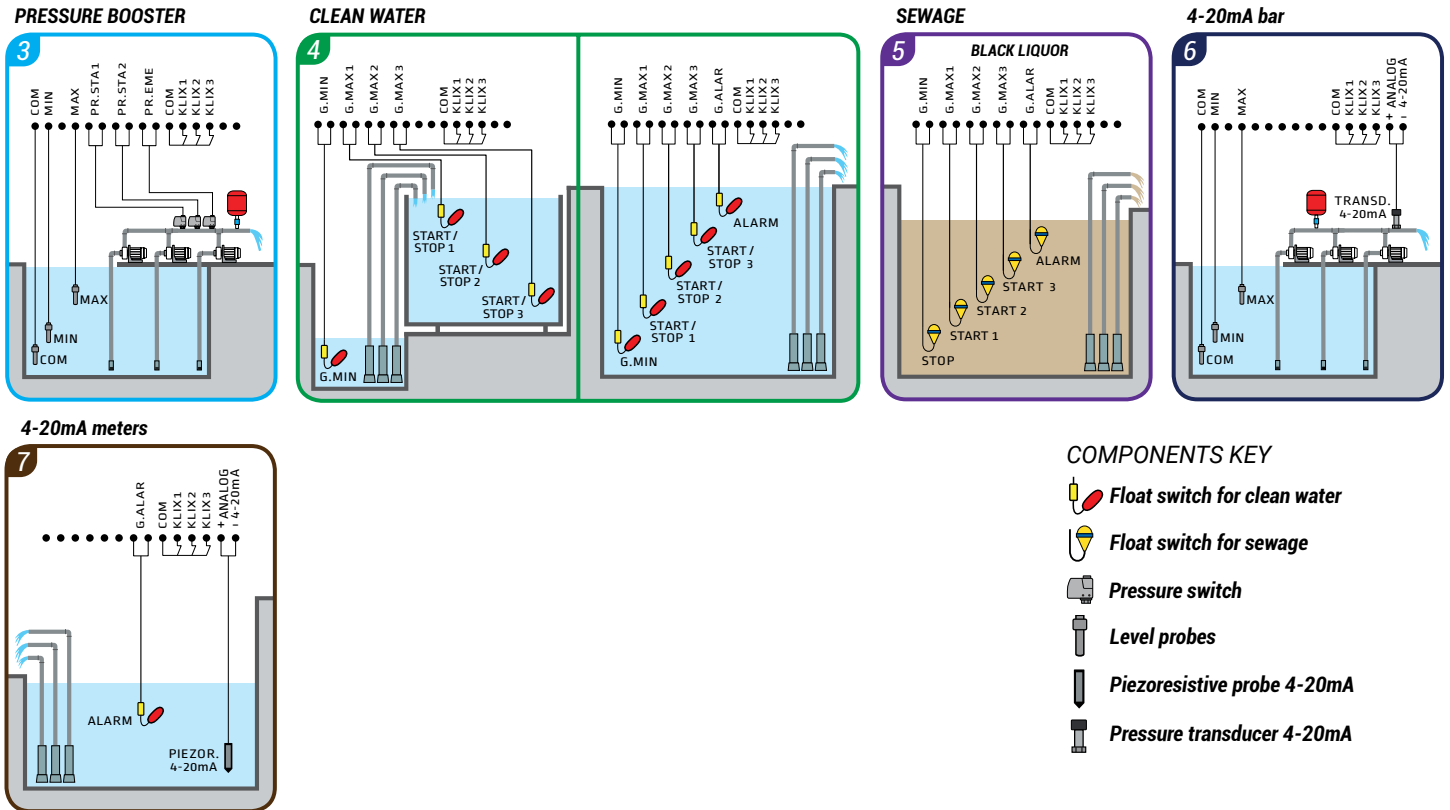 PRESSURE BOOSTER
3
COM
MIN
MAX
PR.STA1
PR.STA2
PR.EME
COM
KLIX1
KLIX2
KLIX3
MAX
MIN
COM
CLEAN WATER
4
G.MIN
G.MAX1
G.MAX2
G.MAX3
COM
KLIX1
KLIX2
KLIX3
START/
STOP 1
START/
STOP 2
START/
STOP 3
G.MIN
G.MIN
G.MAX1
G.MAX2
G.MAX3
G.ALAR
COM
KLIX1
KLIX2
KLIX3
ALARM
START/
STOP 3
START/
STOP 2
START/
STOP 1
G.MIN
SEWAGE
5
BLACK LIQUOR
G.MIN
G.MAX1
G.MAX2
G.MAX3
G.ALAR
COM
KLIX1
KLIX2
KLIX3
ALARM
START 3
START 2
START 1
STOP
4-20mA bar
6
COM
MIN
MAX
COM
KLIX1
KLIX2
KLIX3
+ ANALOG
– 4-20mA
TRANSD.
4-20mA
MAX
MIN
COM
4-20mA meters
7
G.ALAR
COM
KLIX1
KLIX2
KLIX3
+ ANALOG
– 4-20mA
ALARM
PIEZOR.
4-20mA
COMPONENTS KEY
Float switch for clean water
Float switch for sewage
Pressure switch
Level probes
Piezoresistive probe 4-20mA
Pressure transducer 4-20mA